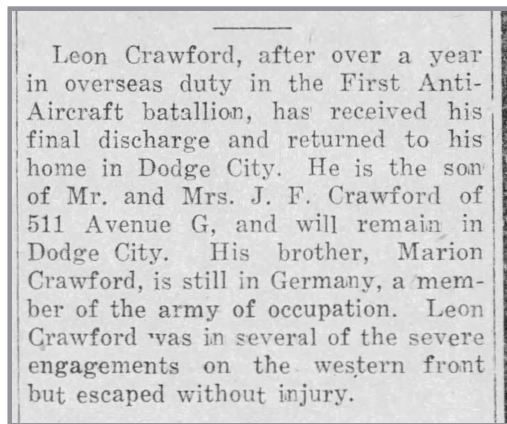 Leon Crawford, after over a year
in overseas duty in the First Anti-
Aircraft batallion, has received his
final discharge and returned to his
home in Dodge City. He is the son
of Mr. and Mrs. J. F. Crawford of
511 Avenue G, and will remain in
Dodge City. His brother, Marion
Crawford, is still in Germany, a mem-
ber of the army of occupation. Leon
Crawford was in several of the severe
engagements on the western front
but escaped without injury.